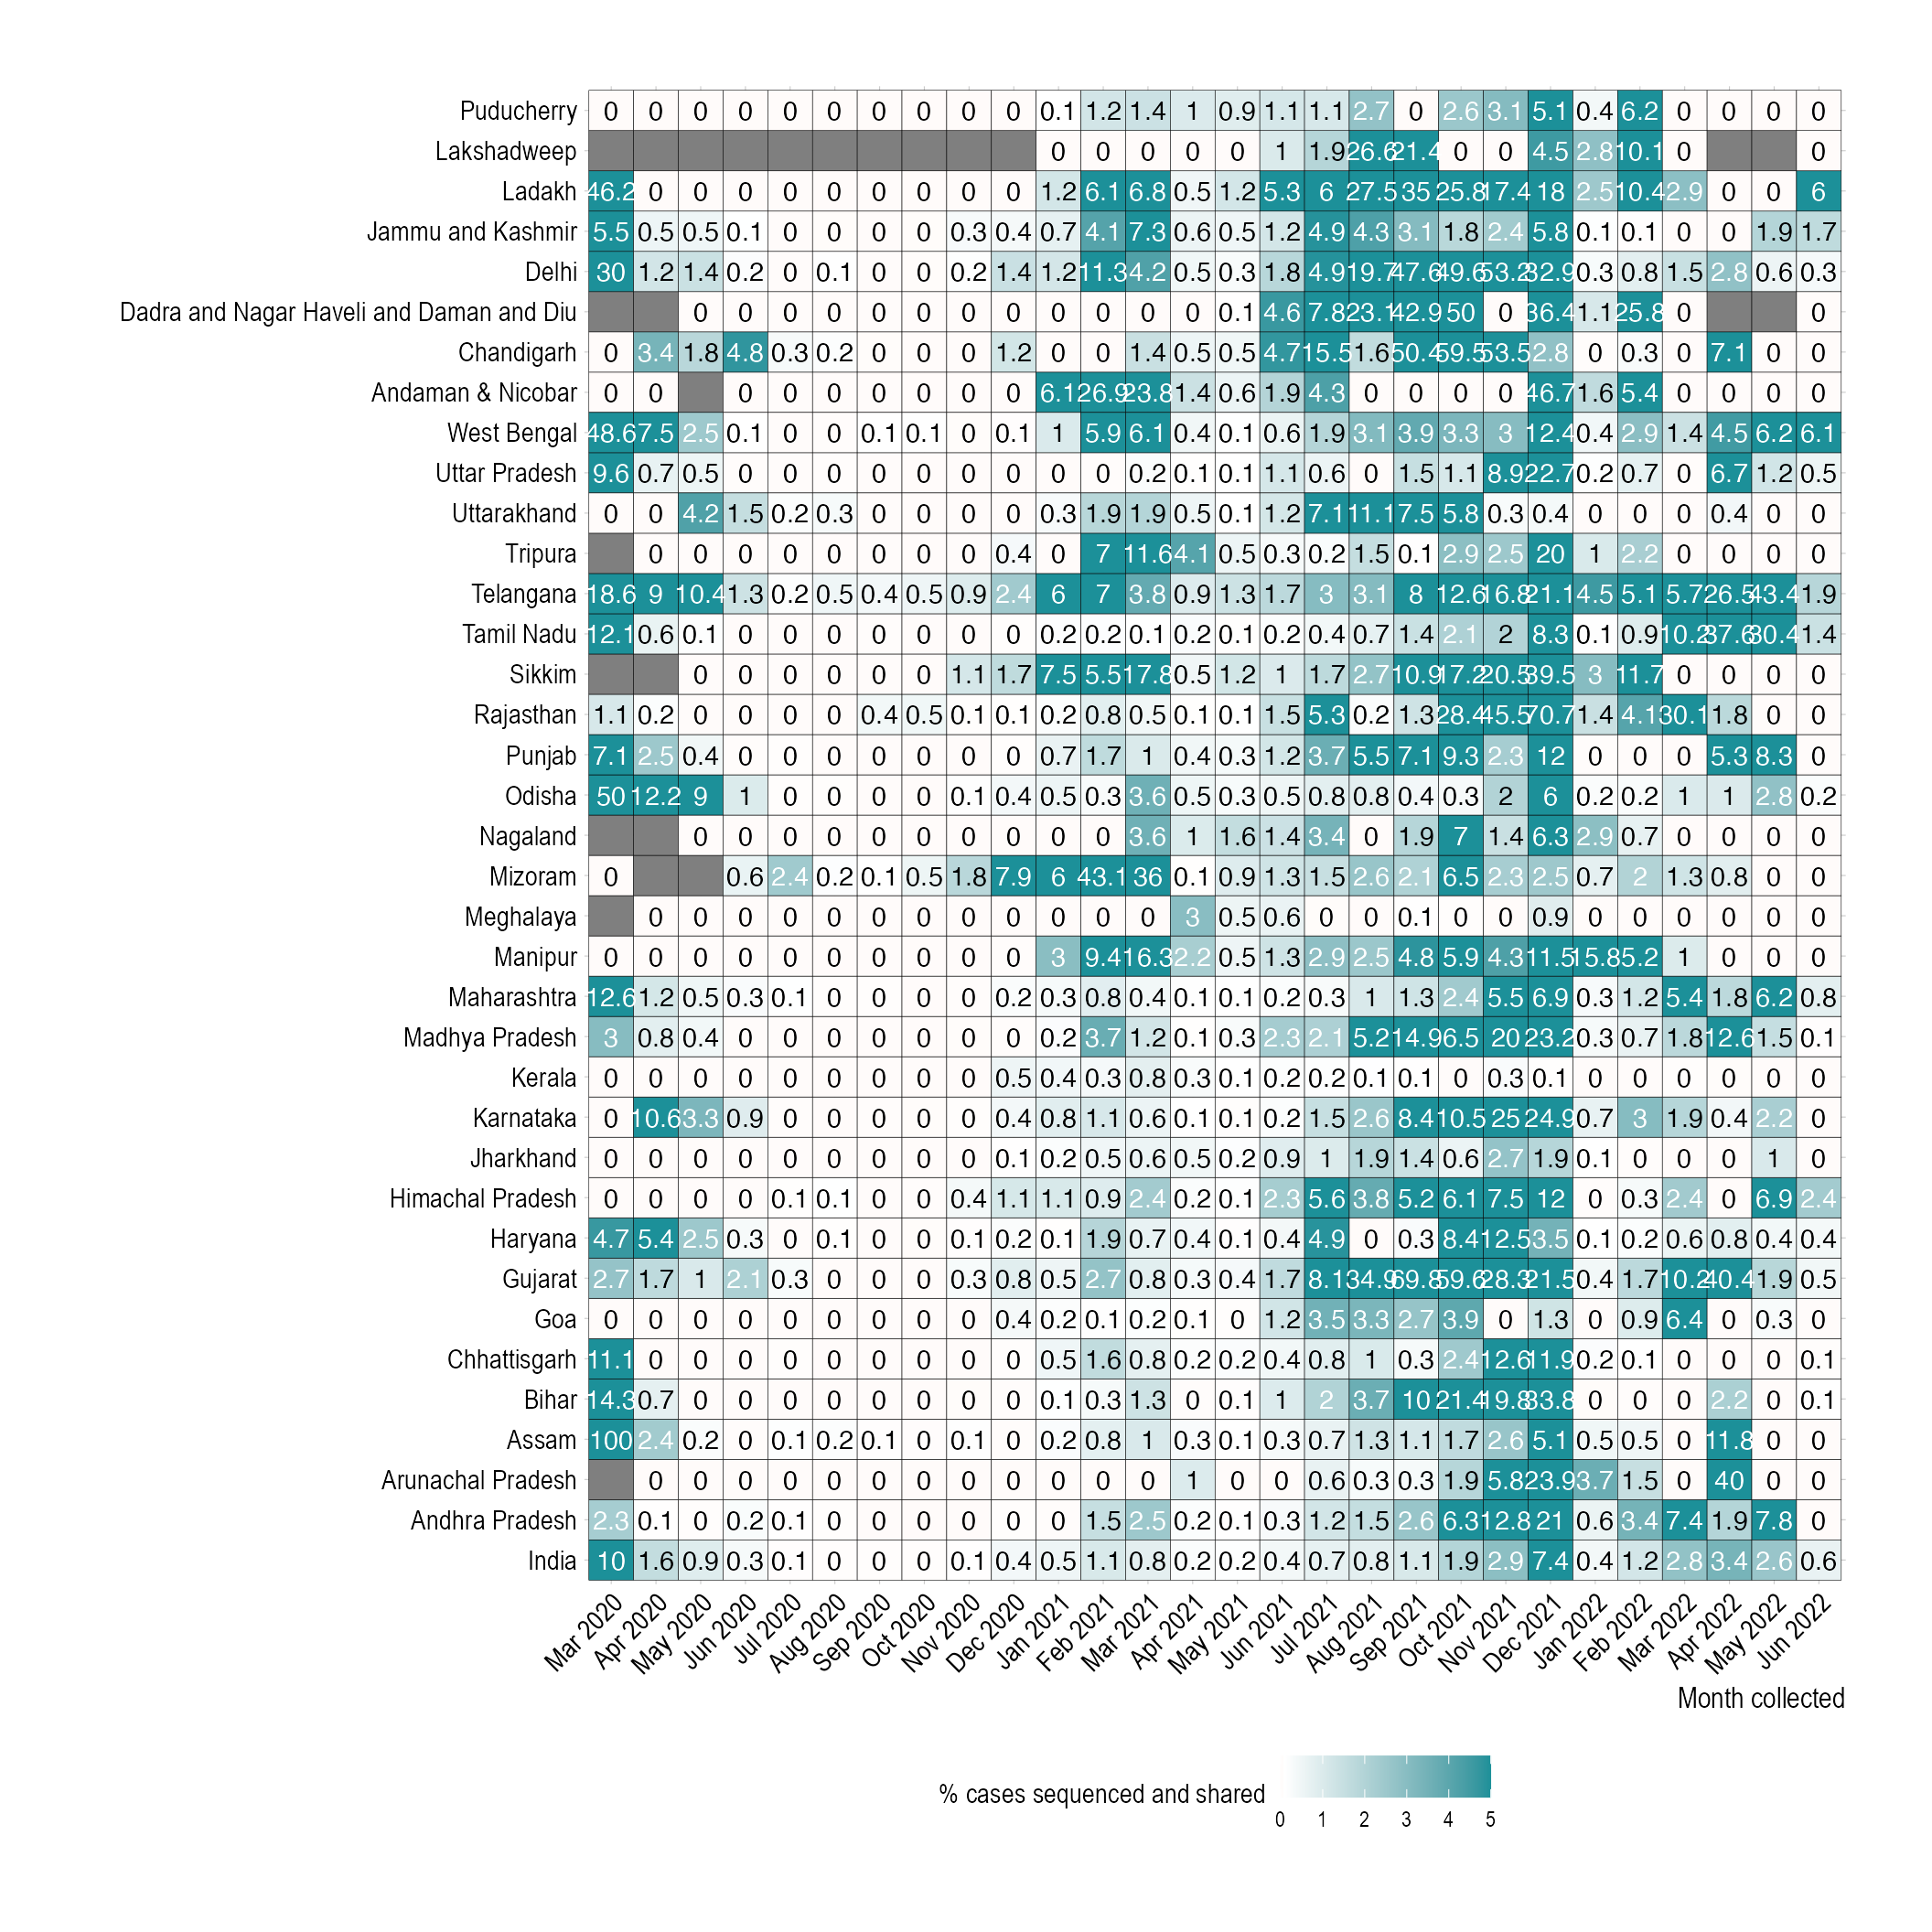 Puducherry 0 0 0 0 0 0 0 0 0 0 0.1 1.2 1.4 1 0.9 1.1 1.1 2.7 0 2.6 3.1 5.1 0.4 6.2 0 0 0 0
Lakshadweep 0 0 0 0 0 1 1.9 26.6 21.4 0 0 4.5 2.8 10.1 0 0
Ladakh 46.2 0 0 0 0 0 0 0 0 0 1.2 6.1 6.8 0.5 1.2 5.3 6 27.5 35 25.8 17.4 18 2.5 10.4 2.9 0 0 6
Jammu and Kashmir 5.5 0.5 0.5 0.1 0 0 0 0 0.3 0.4 0.7 4.1 7.3 0.6 0.5 1.2 4.9 4.3 3.1 1.8 2.4 5.8 0.1 0.1 0 0 1.9 1.7
Delhi 30 1.2 1.4 0.2 0 0.1 0 0 0.2 1.4 1.2 11.3 4.2 0.5 0.3 1.8 4.9 19.7 47.6 49.6 53.2 32.9 0.3 0.8 1.5 2.8 0.6 0.3
Dadra and Nagar Haveli and Daman and Diu 0 0 0 0 0 0 0 0 0 0 0 0 0.1 4.6 7.8 23.1 42.9 50 0 36.4 1.1 25.8 0 0
Chandigarh 0 3.4 1.8 4.8 0.3 0.2 0 0 0 1.2 0 0 1.4 0.5 0.5 4.7 15.5 1.6 50.4 59.5 53.5 2.8 0 0.3 0 7.1 0 0
Andaman & Nicobar 0 0 0 0 0 0 0 0 0 6.1 26.9 23.8 1.4 0.6 1.9 4.3 0 0 0 0 46.7 1.6 5.4 0 0 0 0
West Bengal 48.6 7.5 2.5 0.1 0 0 0.1 0.1 0 0.1 1 5.9 6.1 0.4 0.1 0.6 1.9 3.1 3.9 3.3 3 12.4 0.4 2.9 1.4 4.5 6.2 6.1
Uttar Pradesh 9.6 0.7 0.5 0 0 0 0 0 0 0 0 0 0.2 0.1 0.1 1.1 0.6 0 1.5 1.1 8.9 22.7 0.2 0.7 0 6.7 1.2 0.5
Uttarakhand 0 0 4.2 1.5 0.2 0.3 0 0 0 0 0.3 1.9 1.9 0.5 0.1 1.2 7.1 11.1 7.5 5.8 0.3 0.4 0 0 0 0.4 0 0
Tripura 0 0 0 0 0 0 0 0 0.4 0 7 11.6 4.1 0.5 0.3 0.2 1.5 0.1 2.9 2.5 20 1 2.2 0 0 0 0
Telangana 18.6 9 10.4 1.3 0.2 0.5 0.4 0.5 0.9 2.4 6 7 3.8 0.9 1.3 1.7 3 3.1 8 12.6 16.8 21.1 4.5 5.1 5.7 26.5 43.4 1.9
Tamil Nadu 12.1 0.6 0.1 0 0 0 0 0 0 0 0.2 0.2 0.1 0.2 0.1 0.2 0.4 0.7 1.4 2.1 2 8.3 0.1 0.9 10.2 37.6 30.4 1.4
Sikkim 0 0 0 0 0 0 1.1 1.7 7.5 5.5 17.8 0.5 1.2 1 1.7 2.7 10.9 17.2 20.5 39.5 3 11.7 0 0 0 0
Rajasthan 1.1 0.2 0 0 0 0 0.4 0.5 0.1 0.1 0.2 0.8 0.5 0.1 0.1 1.5 5.3 0.2 1.3 28.4 45.5 70.7 1.4 4.1 30.1 1.8 0 0
Punjab 7.1 2.5 0.4 0 0 0 0 0 0 0 0.7 1.7 1 0.4 0.3 1.2 3.7 5.5 7.1 9.3 2.3 12 0 0 0 5.3 8.3 0
Odisha 50 12.2 9 1 0 0 0 0 0.1 0.4 0.5 0.3 3.6 0.5 0.3 0.5 0.8 0.8 0.4 0.3 2 6 0.2 0.2 1 1 2.8 0.2
Nagaland 0 0 0 0 0 0 0 0 0 0 3.6 1 1.6 1.4 3.4 0 1.9 7 1.4 6.3 2.9 0.7 0 0 0 0
Mizoram 0 0.6 2.4 0.2 0.1 0.5 1.8 7.9 6 43.1 36 0.1 0.9 1.3 1.5 2.6 2.1 6.5 2.3 2.5 0.7 2 1.3 0.8 0 0
Meghalaya 0 0 0 0 0 0 0 0 0 0 0 0 3 0.5 0.6 0 0 0.1 0 0 0.9 0 0 0 0 0 0
Manipur 0 0 0 0 0 0 0 0 0 0 3 9.4 16.3 2.2 0.5 1.3 2.9 2.5 4.8 5.9 4.3 11.5 15.8 5.2 1 0 0 0
Maharashtra 12.6 1.2 0.5 0.3 0.1 0 0 0 0 0.2 0.3 0.8 0.4 0.1 0.1 0.2 0.3 1 1.3 2.4 5.5 6.9 0.3 1.2 5.4 1.8 6.2 0.8
Madhya Pradesh 3 0.8 0.4 0 0 0 0 0 0 0 0.2 3.7 1.2 0.1 0.3 2.3 2.1 5.2 14.9 6.5 20 23.2 0.3 0.7 1.8 12.6 1.5 0.1
Kerala 0 0 0 0 0 0 0 0 0 0.5 0.4 0.3 0.8 0.3 0.1 0.2 0.2 0.1 0.1 0 0.3 0.1 0 0 0 0 0 0
Karnataka 0 10.6 3.3 0.9 0 0 0 0 0 0.4 0.8 1.1 0.6 0.1 0.1 0.2 1.5 2.6 8.4 10.5 25 24.9 0.7 3 1.9 0.4 2.2 0
Jharkhand 0 0 0 0 0 0 0 0 0 0.1 0.2 0.5 0.6 0.5 0.2 0.9 1 1.9 1.4 0.6 2.7 1.9 0.1 0 0 0 1 0
Himachal Pradesh 0 0 0 0 0.1 0.1 0 0 0.4 1.1 1.1 0.9 2.4 0.2 0.1 2.3 5.6 3.8 5.2 6.1 7.5 12 0 0.3 2.4 0 6.9 2.4
Haryana 4.7 5.4 2.5 0.3 0 0.1 0 0 0.1 0.2 0.1 1.9 0.7 0.4 0.1 0.4 4.9 0 0.3 8.4 12.5 3.5 0.1 0.2 0.6 0.8 0.4 0.4
Gujarat 2.7 1.7 1 2.1 0.3 0 0 0 0.3 0.8 0.5 2.7 0.8 0.3 0.4 1.7 8.1 34.9 69.8 59.6 28.3 21.5 0.4 1.7 10.2 40.4 1.9 0.5
Goa 0 0 0 0 0 0 0 0 0 0.4 0.2 0.1 0.2 0.1 0 1.2 3.5 3.3 2.7 3.9 0 1.3 0 0.9 6.4 0 0.3 0
Chhattisgarh 11.1 0 0 0 0 0 0 0 0 0 0.5 1.6 0.8 0.2 0.2 0.4 0.8 1 0.3 2.4 12.6 11.9 0.2 0.1 0 0 0 0.1
Bihar 14.3 0.7 0 0 0 0 0 0 0 0 0.1 0.3 1.3 0 0.1 1 2 3.7 10 21.4 19.8 33.8 0 0 0 2.2 0 0.1
Assam 100 2.4 0.2 0 0.1 0.2 0.1 0 0.1 0 0.2 0.8 1 0.3 0.1 0.3 0.7 1.3 1.1 1.7 2.6 5.1 0.5 0.5 0 11.8 0 0
Arunachal Pradesh 0 0 0 0 0 0 0 0 0 0 0 0 1 0 0 0.6 0.3 0.3 1.9 5.8 23.9 3.7 1.5 0 40 0 0
Andhra Pradesh 2.3 0.1 0 0.2 0.1 0 0 0 0 0 0 1.5 2.5 0.2 0.1 0.3 1.2 1.5 2.6 6.3 12.8 21 0.6 3.4 7.4 1.9 7.8 0
India 10 1.6 0.9 0.3 0.1 0 0 0 0.1 0.4 0.5 1.1 0.8 0.2 0.2 0.4 0.7 0.8 1.1 1.9 2.9 7.4 0.4 1.2 2.8 3.4 2.6 0.6
Mar 2020 Apr 2020 May 2020 Jun 2020 Jul 2020 Aug 2020 Sep 2020 Oct 2020 Nov 2020 Dec 2020 Jan 2021 Feb 2021 Mar 2021 Apr 2021 May 2021 Jun 2021 Jul 2021 Aug 2021 Sep 2021 Oct 2021 Nov 2021 Dec 2021 Jan 2022 Feb 2022 Mar 2022 Apr 2022 May 2022 Jun 2022
Month collected
% cases sequenced and shared
0 1 2 3 4 5